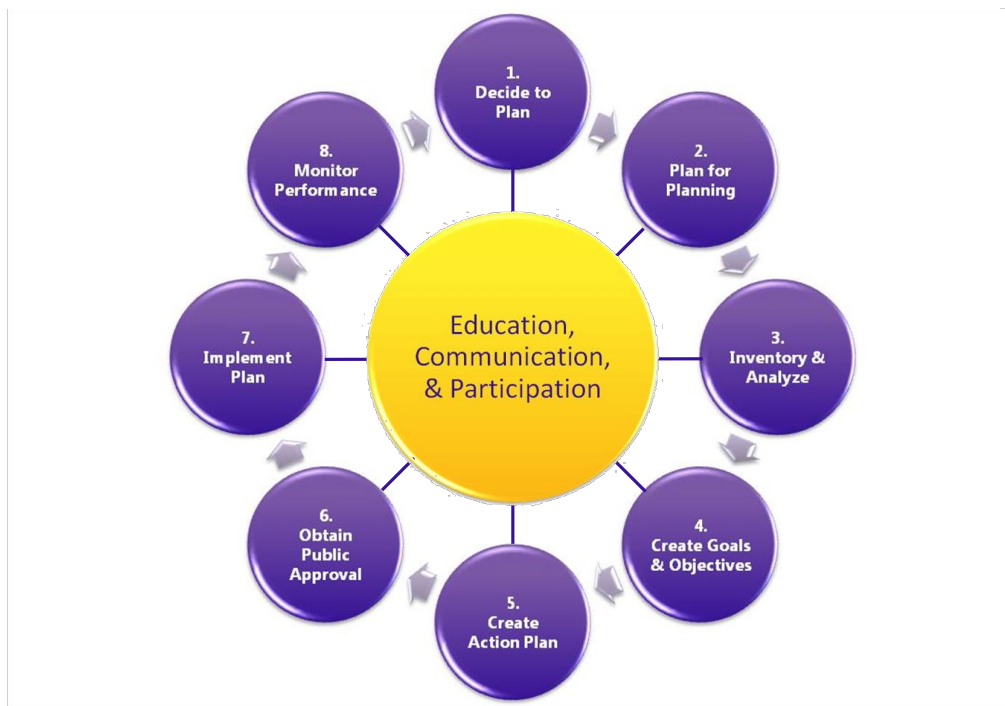 1.
Decide to
Plan
2.
Plan for
Planning
3.
Inventory &
Analyze
4.
Create Goals
& Objectives
5.
Create
Action Plan
6.
Obtain
Public
Approval
7.
Implement
Plan
8.
Monitor
Performance
Education,
Communication,
& Participation